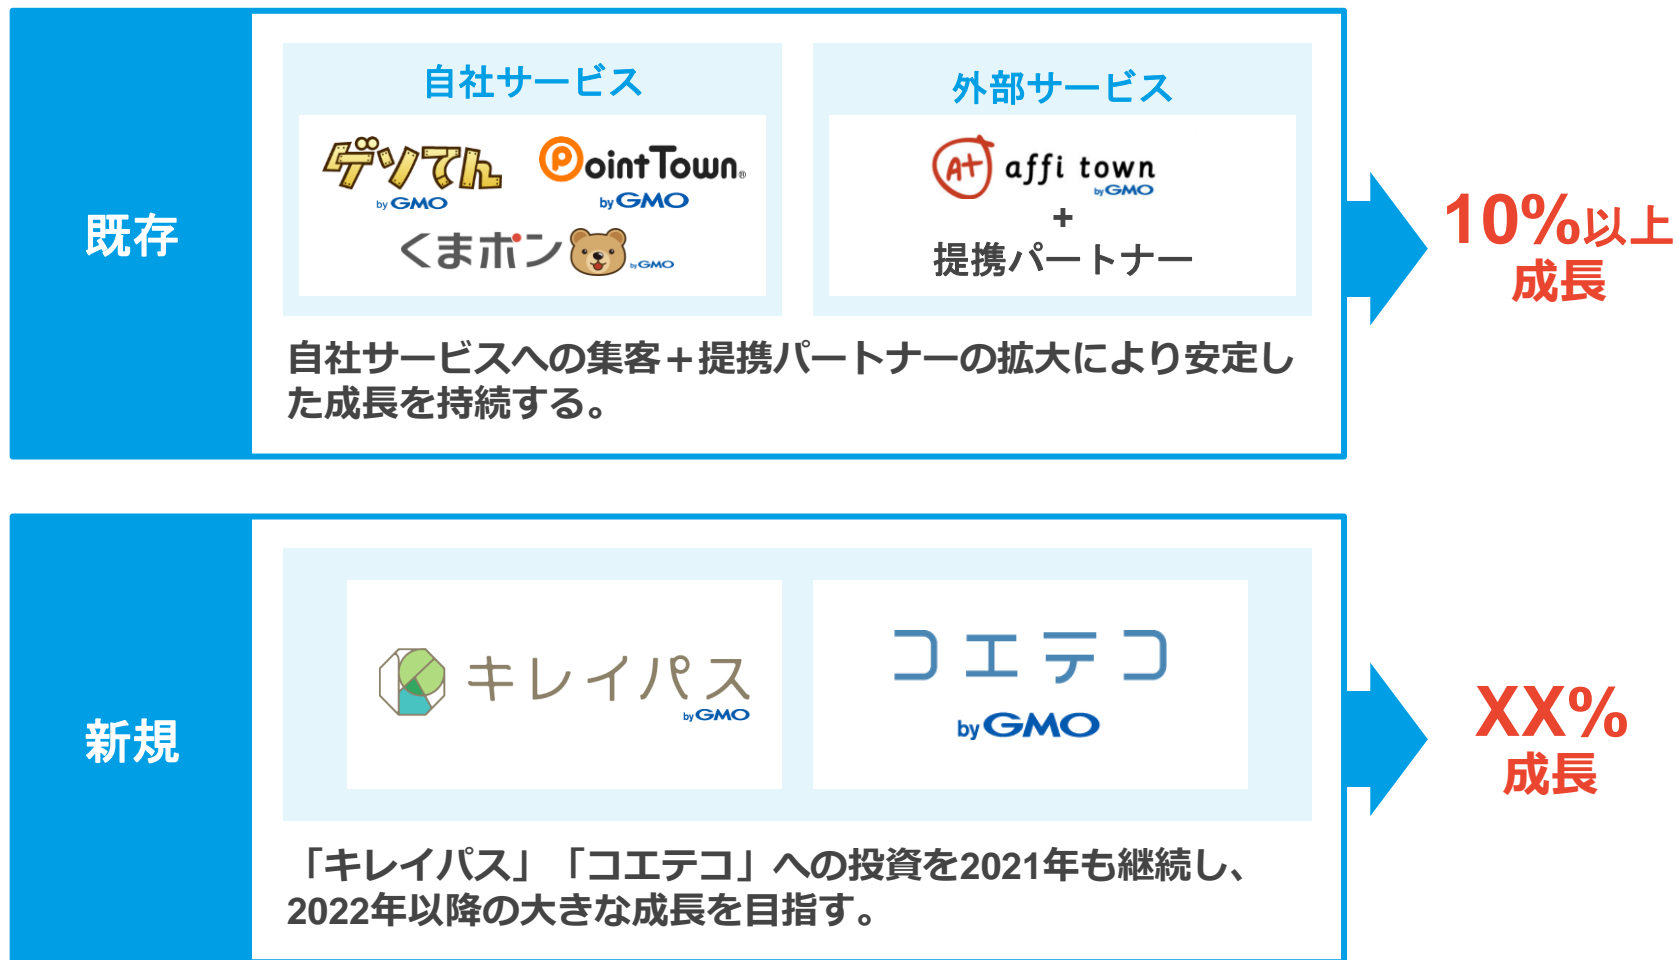 既存
自社サービス
ゲソてん
by GMO
PointTown®
by GMO
くまポン
by GMO
外部サービス
A+ affi town
by GMO
+
提携パートナー
自社サービスへの集客＋提携パートナーの拡大により安定し
た成長を持続する。
10%以上
成長
新規
キレイパス
by GMO
コエテコ
by GMO
「キレイパス」「コエテコ」への投資を2021年も継続し、
2022年以降の大きな成長を目指す。
XX%
成長